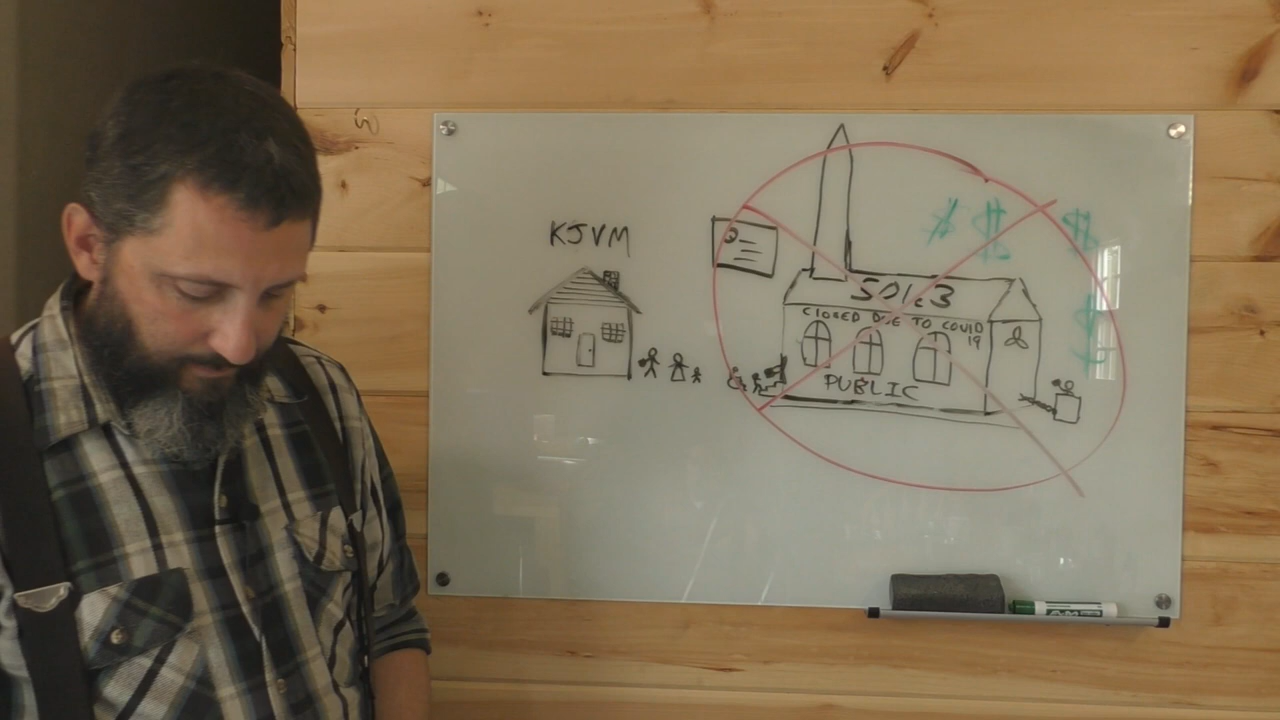 KJVM
$ $ $
$
$
501c3
CLOSED DUE TO COVID
19
PUBLIC